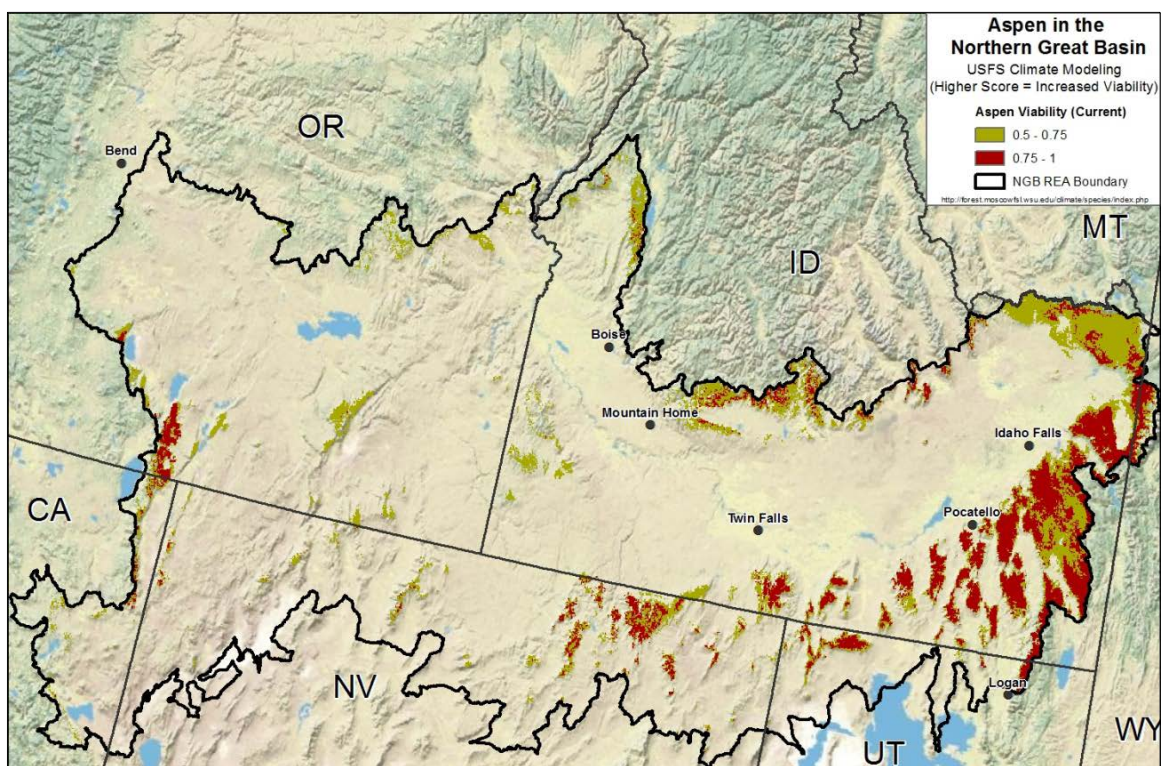 Aspen in the
Northern Great Basin
USFS Climate Modeling
(Higher Score = Increased Viability)
Aspen Viability (Current)
0.5 - 0.75
0.75 - 1
NGB REA Boundary
http://forest.moscowfsl.wsu.edu/climate/species/index.php
OR
Bend
MT
ID
Boise
Mountain Home
Idaho Falls
CA
Twin Falls
Pocatello
NV
Logan
UT
WY